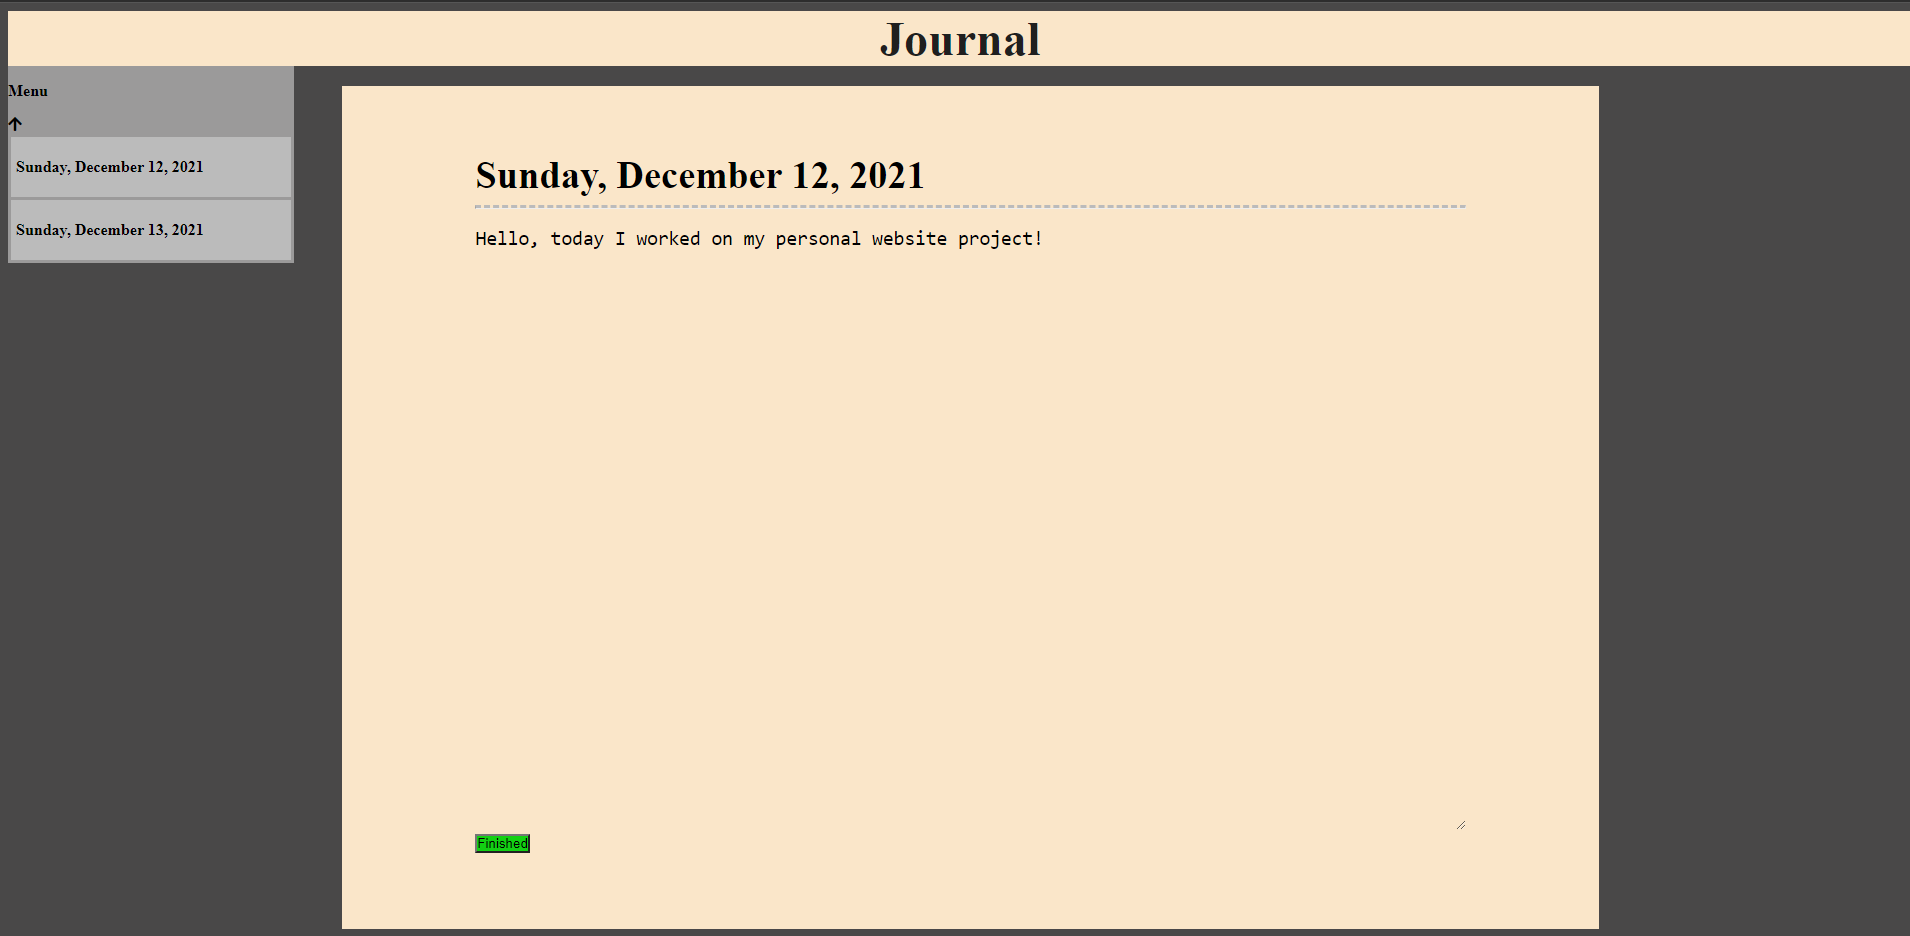 Journal
Menu
Sunday, December 12, 2021
Sunday, December 13, 2021
Sunday, December 12, 2021
Hello, today I worked on my personal website project!
Finished